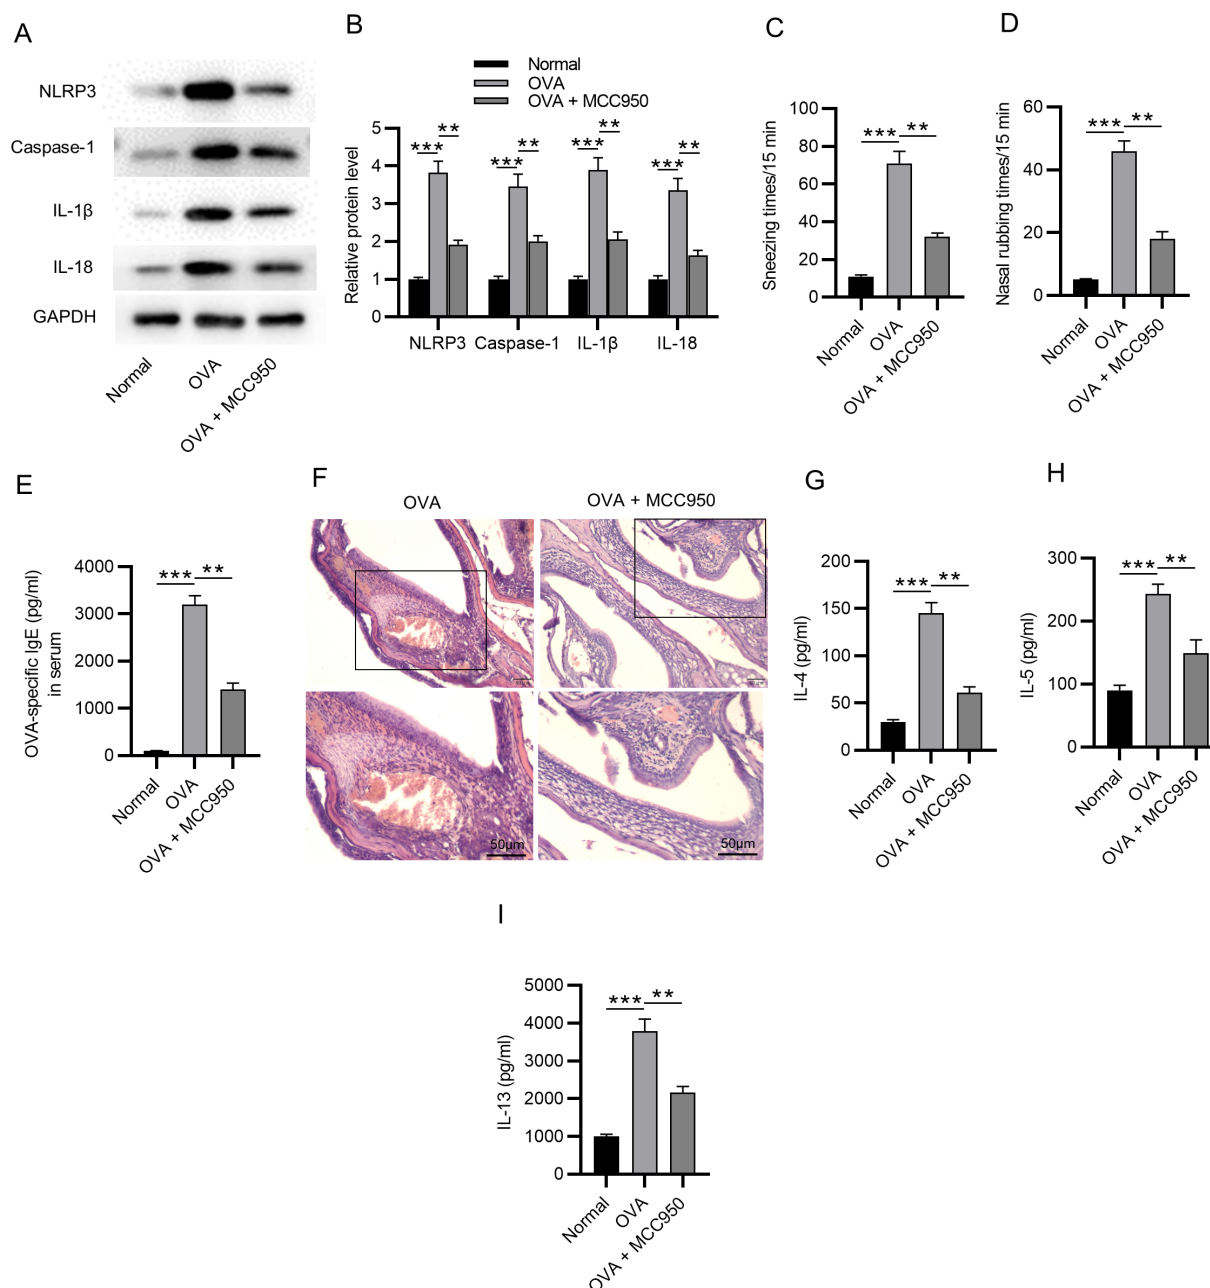 A
NLRP3
Caspase-1
IL-1β
IL-18
GAPDH
Normal
OVA
OVA + MCC950
B
Normal
OVA
OVA + MCC950
Relative protein level
5
4
3
2
1
0
*** **
*** **
*** **
*** **
NLRP3 Caspase-1 IL-1β IL-18
C
Sneezing times/15 min
100
80
60
40
20
0
*** **
Normal
OVA
OVA + MCC950
D
Nasal rubbing times/15 min
60
40
20
0
*** **
Normal
OVA
OVA + MCC950
E
OVA-specific IgE (pg/ml)
in serum
4000
3000
2000
1000
0
*** **
Normal
OVA
OVA + MCC950
F
OVA OVA + MCC950
50μm 50μm
G
IL-4 (pg/ml)
200
150
100
50
0
*** **
Normal
OVA
OVA + MCC950
H
IL-5 (pg/ml)
300
200
100
0
*** **
Normal
OVA
OVA + MCC950
I
IL-13 (pg/ml)
5000
4000
3000
2000
1000
0
*** **
Normal
OVA
OVA + MCC950